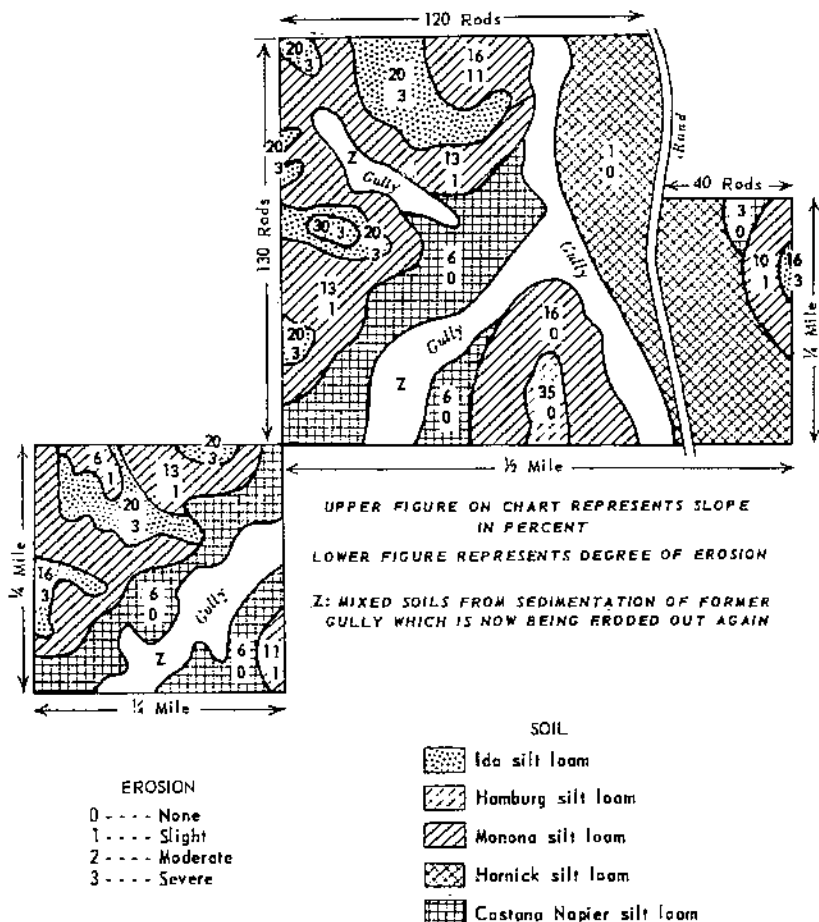 120 Rods
20
3
20
3
16
11
Z
Gully
13
1
1
0
Road
40 Rods
130 Rods
20
3
30 3
20
3
6
0
Gully
3
0
10
1
16
3
¼ Mile
13
1
20
3
Gully
16
0
Z
6
0
35
0
½ Mile
6
1
13
1
20
3
20
3
¼ Mile
16
3
6
0
Gully
Z
6
0
11
1
¼ Mile
UPPER FIGURE ON CHART REPRESENTS SLOPE
IN PERCENT
LOWER FIGURE REPRESENTS DEGREE OF EROSION
Z: MIXED SOILS FROM SEDIMENTATION OF FORMER
GULLY WHICH IS NOW BEING ERODED OUT AGAIN
EROSION
0 ---- None
1 ---- Slight
2 ---- Moderate
3 ---- Severe
SOIL
Ida silt loam
Hamburg silt loam
Monona silt loam
Hornick silt loam
Castana Napier silt loam